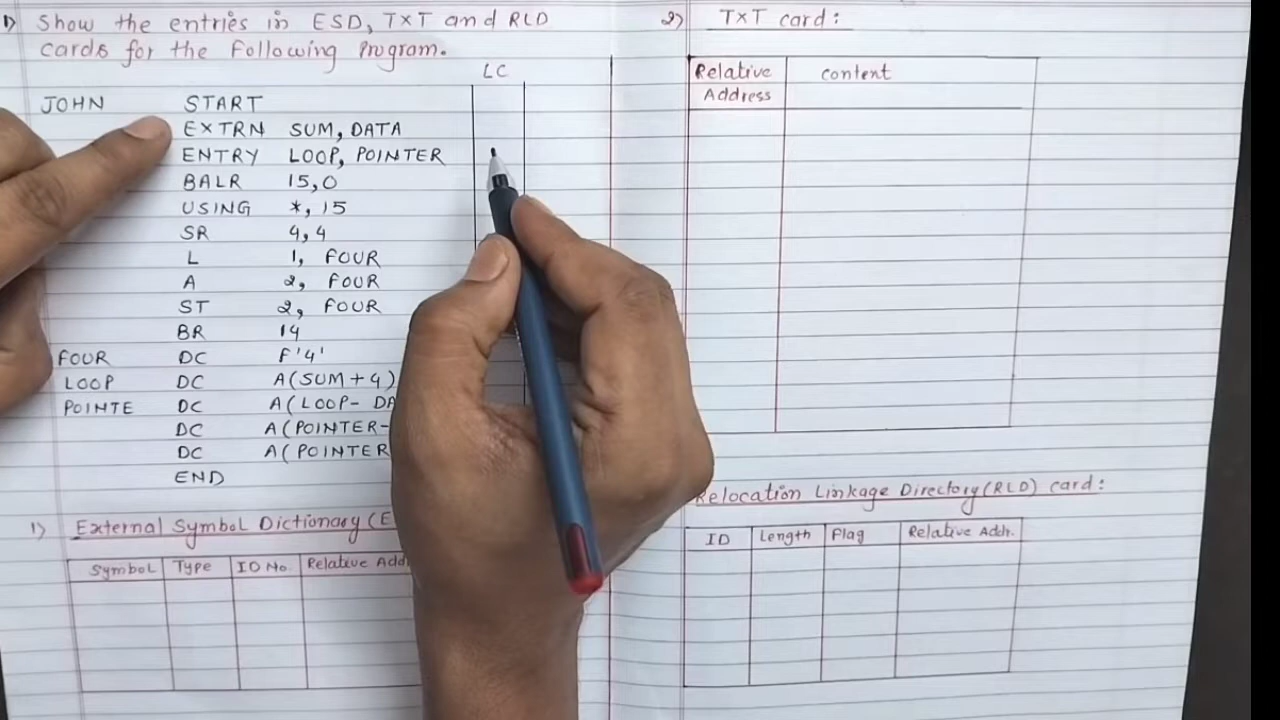 1) Show the entries in ESD, TXT and RLD
cards for the following program.
LC
JOHN START
EXTRN SUM, DATA
ENTRY LOOP, POINTER
BALR 15,0
USING *, 15
SR 4,4
L 1, FOUR
A 2, FOUR
ST 2, FOUR
BR 14
FOUR DC F'4'
LOOP DC A(SUM+4)
POINTE DC A(LOOP- DA
DC A(POINTER-
DC A(POINTER
END
1) External Symbol Dictionary (E
Symbol Type ID No. Relative Add
2) TXT card:
Relative Address content
Relocation Linkage Directory (RLD) card:
ID Length Flag Relative Addr.